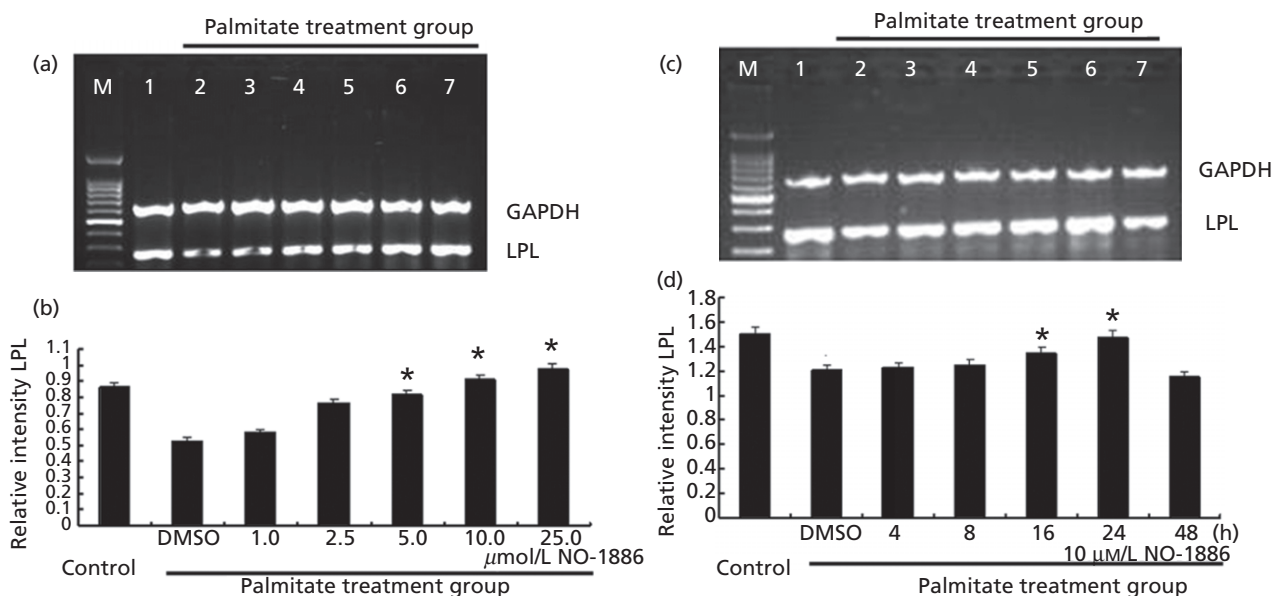 Palmitate treatment group
(a)
M 1 2 3 4 5 6 7
GAPDH
LPL
(b)
Relative intensity LPL
1.1
0.9
0.8
0.7
0.6
0.5
0.4
0.3
0.2
0.1
0
* * *
DMSO 1.0 2.5 5.0 10.0 25.0
μmol/L NO-1886
Control
Palmitate treatment group
Palmitate treatment group
(c)
M 1 2 3 4 5 6 7
GAPDH
LPL
(d)
Relative intensity LPL
1.8
1.6
1.4
1.2
1
0.8
0.6
0.4
0.2
0
* *
DMSO 4 8 16 24 48 (h)
10 μM/L NO-1886
Control
Palmitate treatment group